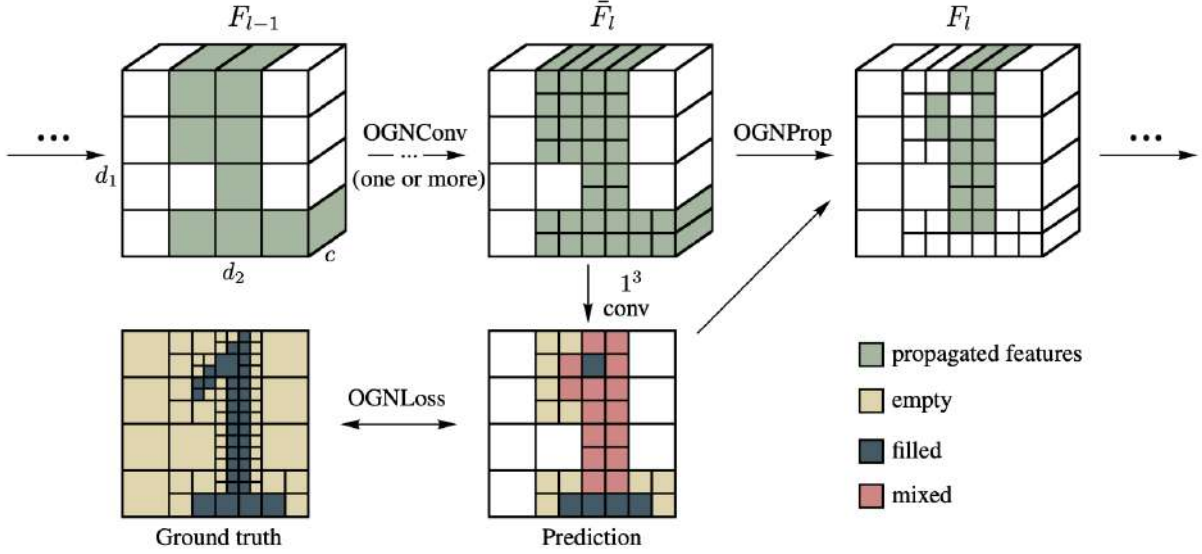 F_{l-1}
F̄_l
F_l
...
OGNConv
...
(one or more)
OGNProp
...
d_1
d_2
c
1^3
conv
OGNLoss
propagated features
empty
filled
mixed
Ground truth
Prediction